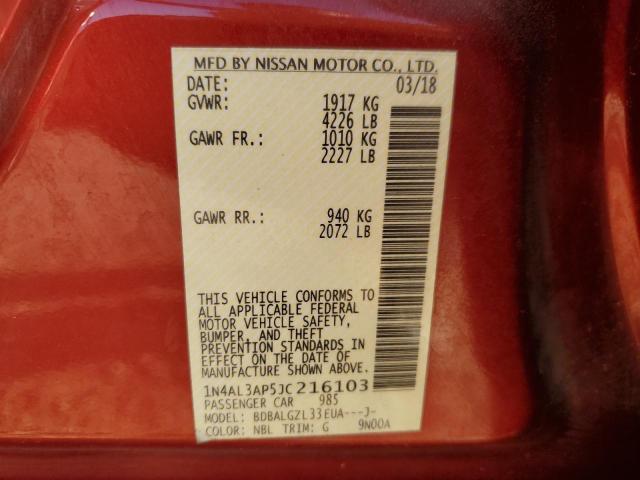 MFD BY NISSAN MOTOR CO., LTD.
DATE: 03/18
GVWR: 1917 KG
4226 LB
GAWR FR.: 1010 KG
2227 LB
GAWR RR.: 940 KG
2072 LB
THIS VEHICLE CONFORMS TO
ALL APPLICABLE FEDERAL
MOTOR VEHICLE SAFETY,
BUMPER, AND THEFT
PREVENTION STANDARDS IN
EFFECT ON THE DATE OF
MANUFACTURE SHOWN ABOVE.
1N4AL3AP5JC216103
PASSENGER CAR 985
MODEL: BDBALGZL33EUA---J-
COLOR: NBL TRIM: G 9N00A